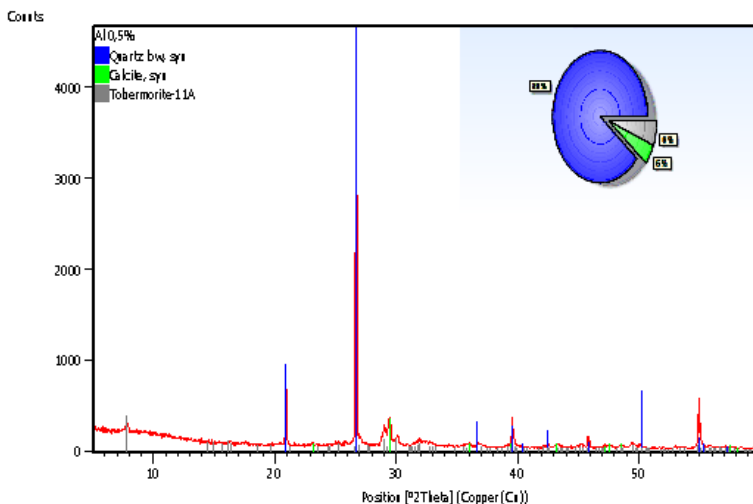 Counts
Al 0,5%
Quartz low, syn
Calcite, syn
Tobermorite-11A
4000
3000
2000
1000
0
6%
10
20
30
40
50
Position [°2Theta] (Copper (Cu))